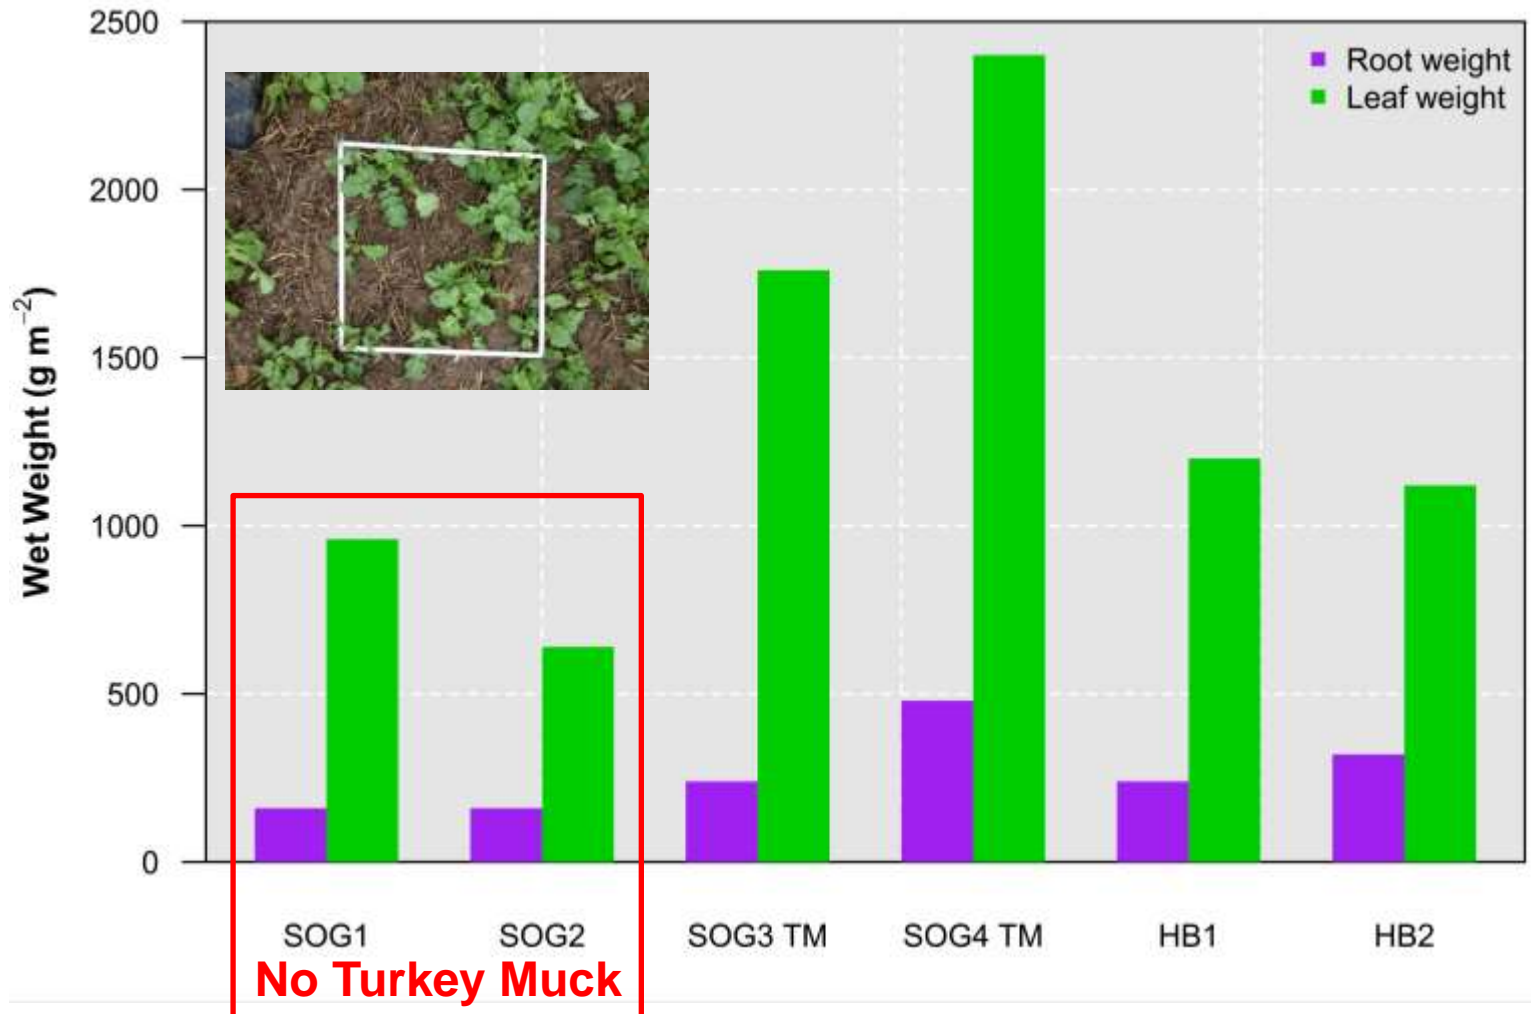 2500
2000
1500
1000
500
0
Wet Weight (g m⁻²)
Root weight
Leaf weight
SOG1 SOG2 SOG3 TM SOG4 TM HB1 HB2
No Turkey Muck